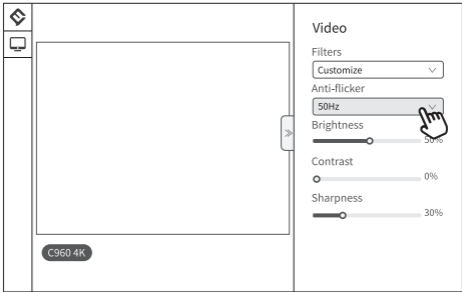 Video
Filters
Customize
Anti-flicker
50Hz
Brightness
50%
Contrast
0%
Sharpness
30%
C960 4K